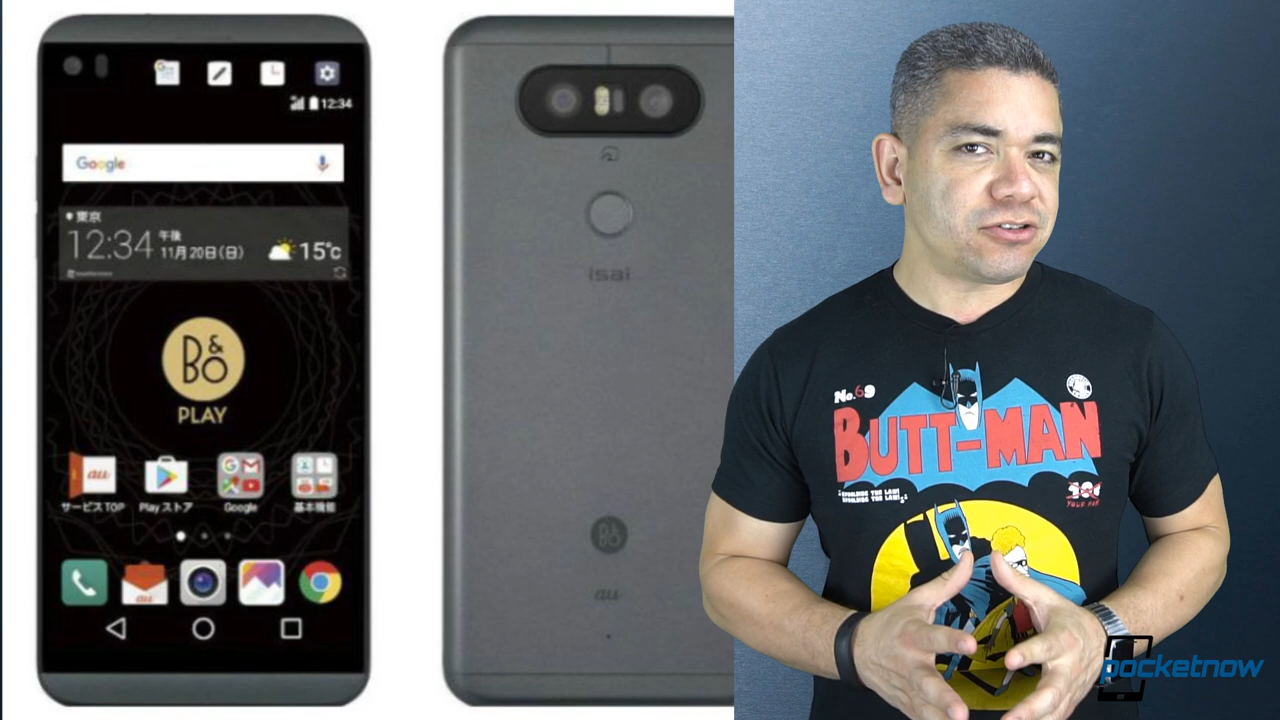 12:34
Google
東京
12:34 午後
11月20日(日) 15℃
B&O
PLAY
au
サービスTOP Playストア Google 基本機能
au
isai
B&O
au
No.69
BUTT-MAN
pocketnow